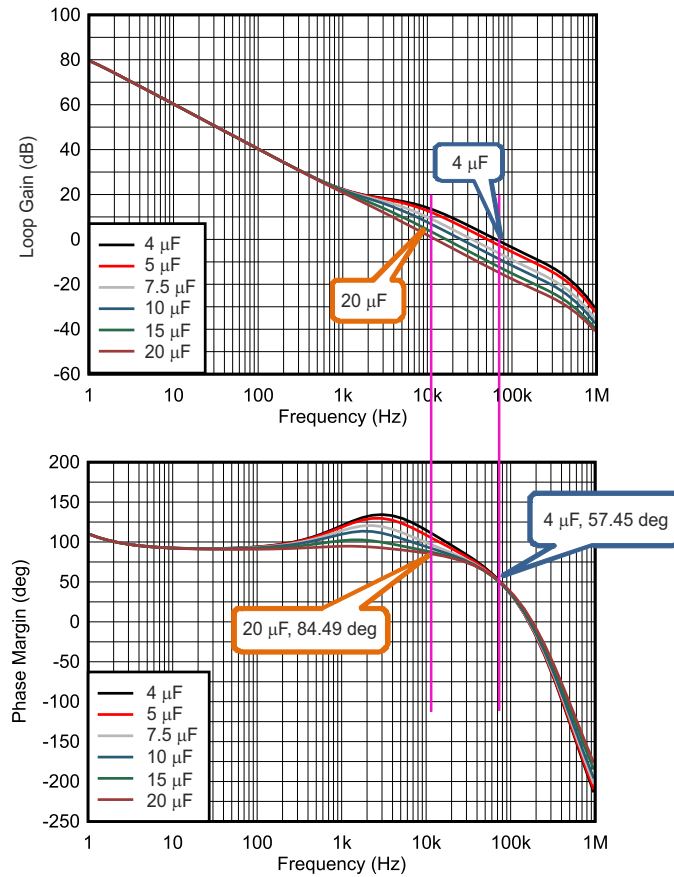 100
80
60
40
20
0
-20
-40
-60
Loop Gain (dB)
4 μF
20 μF
4 μF
5 μF
7.5 μF
10 μF
15 μF
20 μF
1 10 100 1k 10k 100k 1M
Frequency (Hz)
200
150
100
50
0
-50
-100
-150
-200
-250
Phase Margin (deg)
4 μF, 57.45 deg
20 μF, 84.49 deg
4 μF
5 μF
7.5 μF
10 μF
15 μF
20 μF
1 10 100 1k 10k 100k 1M
Frequency (Hz)